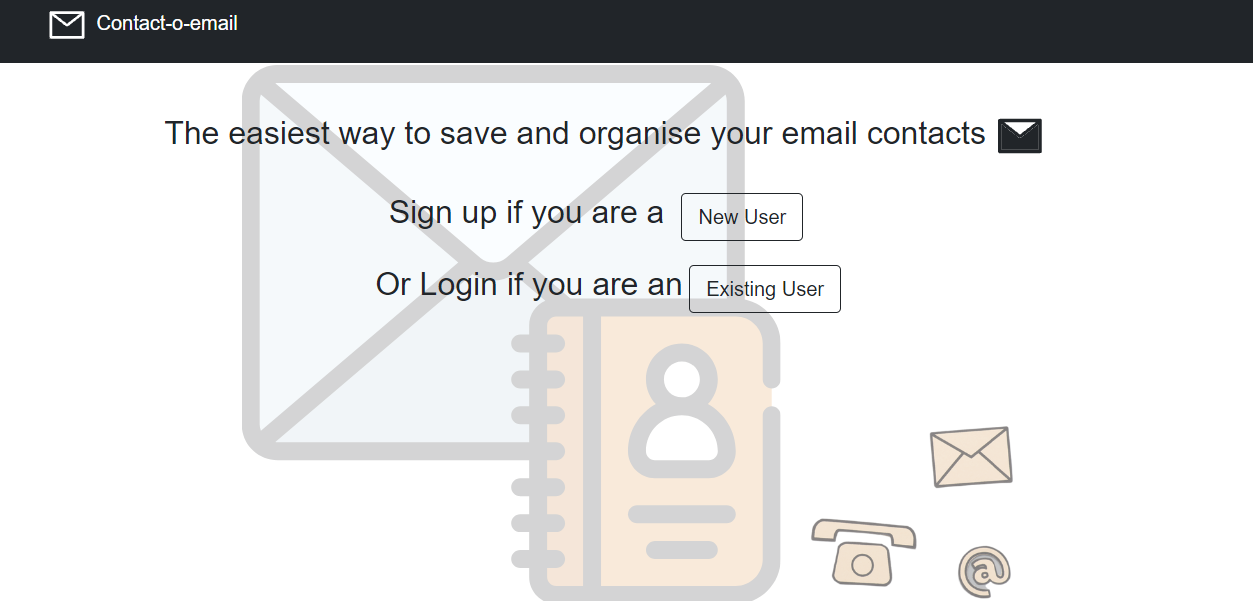 Contact-o-email
The easiest way to save and organise your email contacts
Sign up if you are a New User
Or Login if you are an Existing User
@